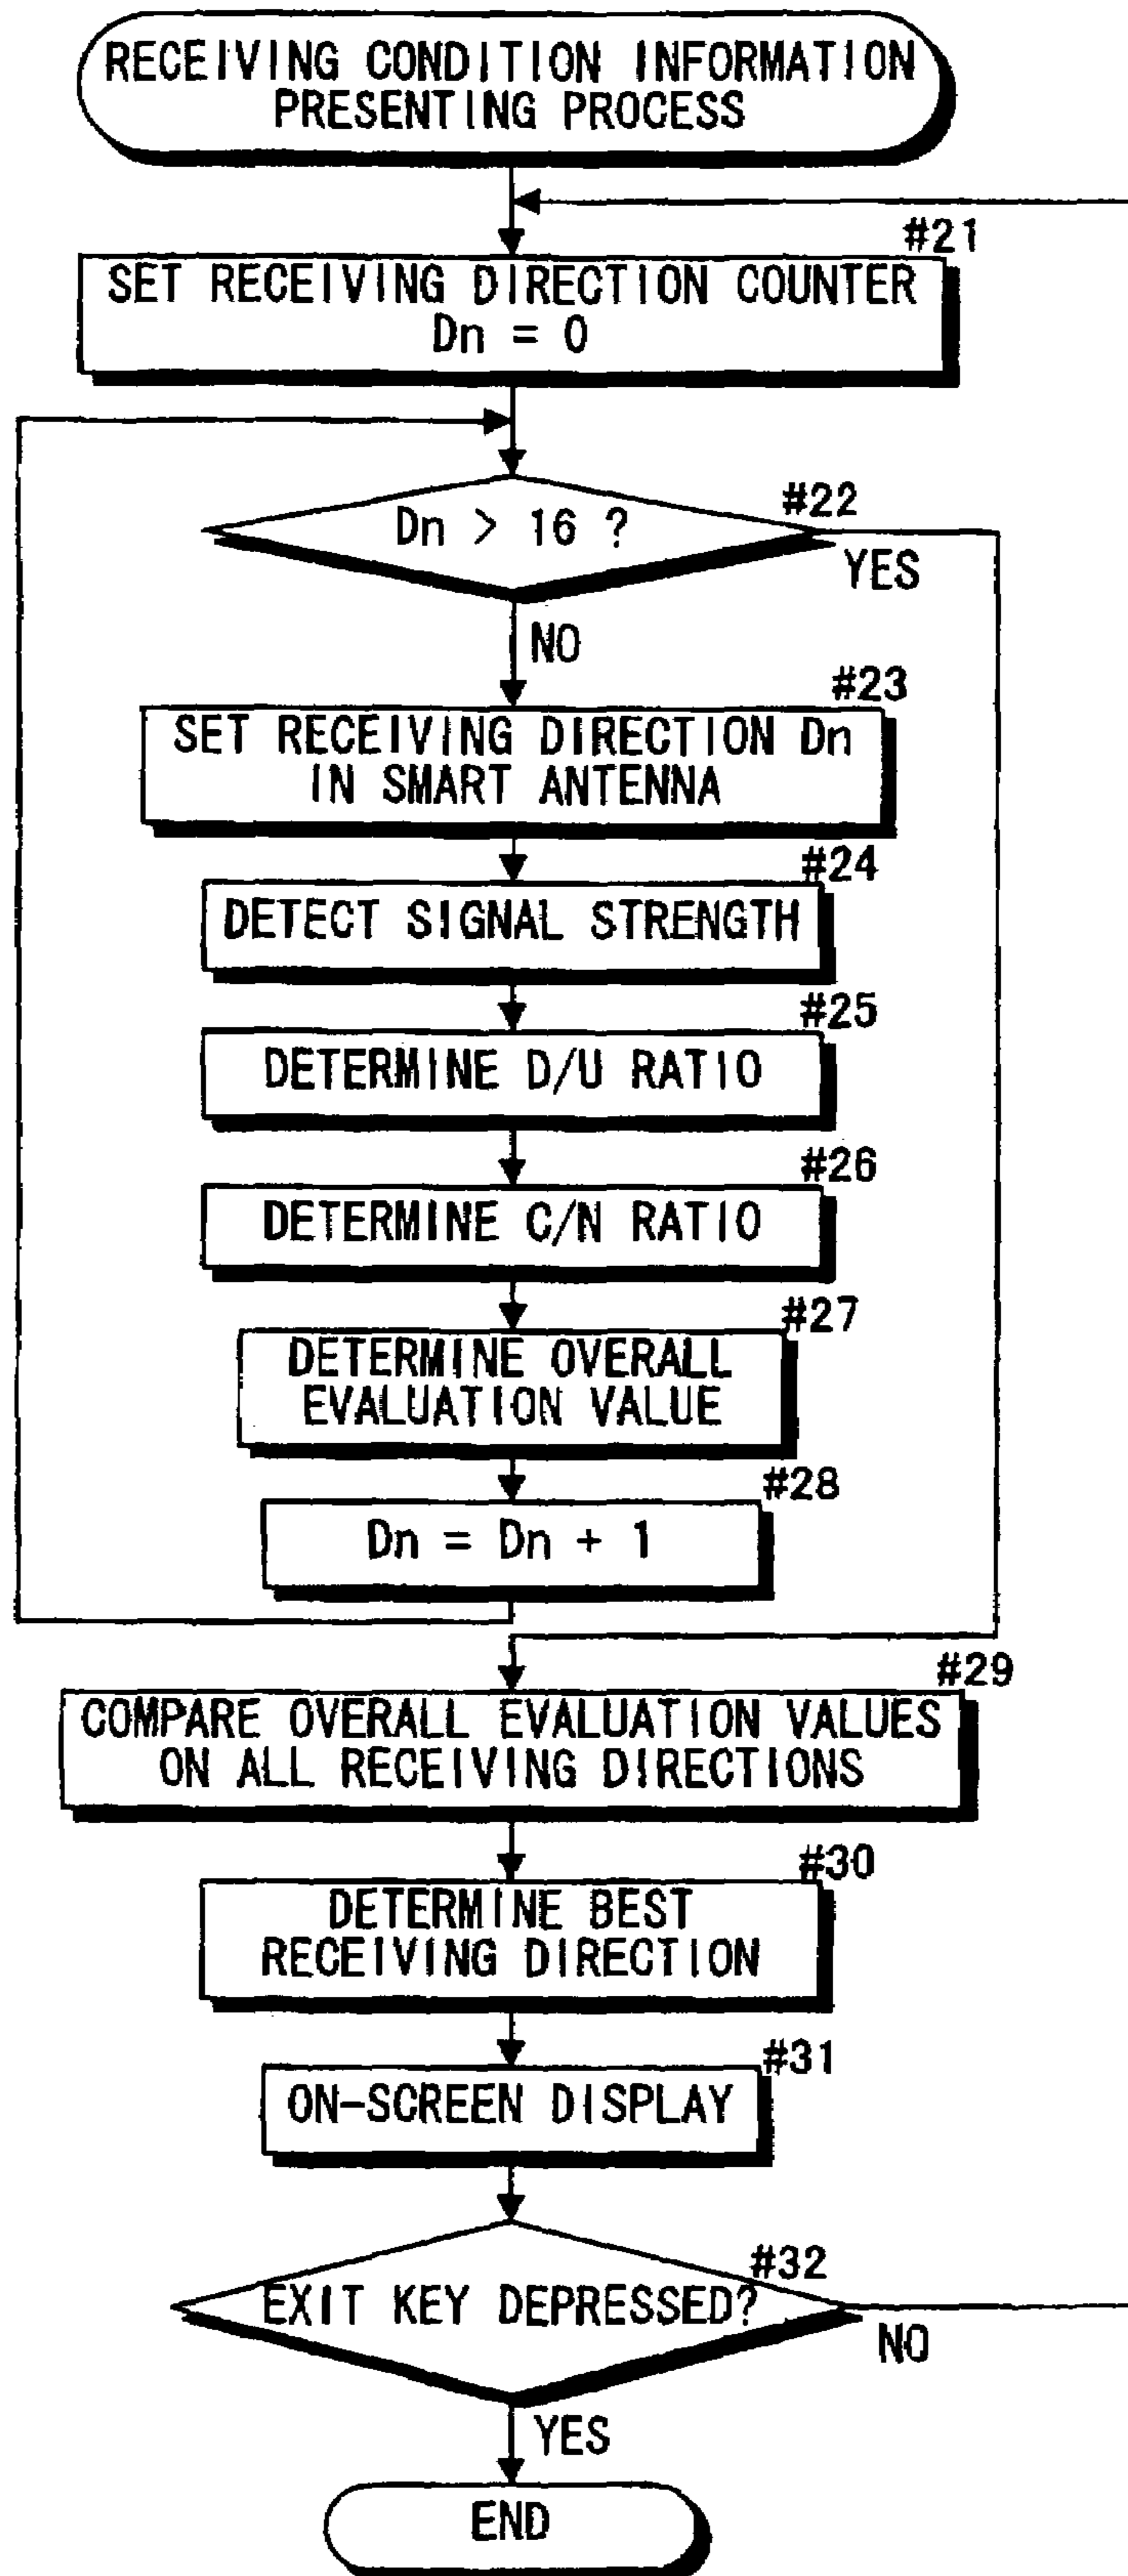 RECEIVING CONDITION INFORMATION
PRESENTING PROCESS
#21
SET RECEIVING DIRECTION COUNTER
Dn = 0
#22
Dn > 16 ?
YES
NO
#23
SET RECEIVING DIRECTION Dn
IN SMART ANTENNA
#24
DETECT SIGNAL STRENGTH
#25
DETERMINE D/U RATIO
#26
DETERMINE C/N RATIO
#27
DETERMINE OVERALL
EVALUATION VALUE
#28
Dn = Dn + 1
#29
COMPARE OVERALL EVALUATION VALUES
ON ALL RECEIVING DIRECTIONS
#30
DETERMINE BEST
RECEIVING DIRECTION
#31
ON-SCREEN DISPLAY
#32
EXIT KEY DEPRESSED?
NO
YES
END